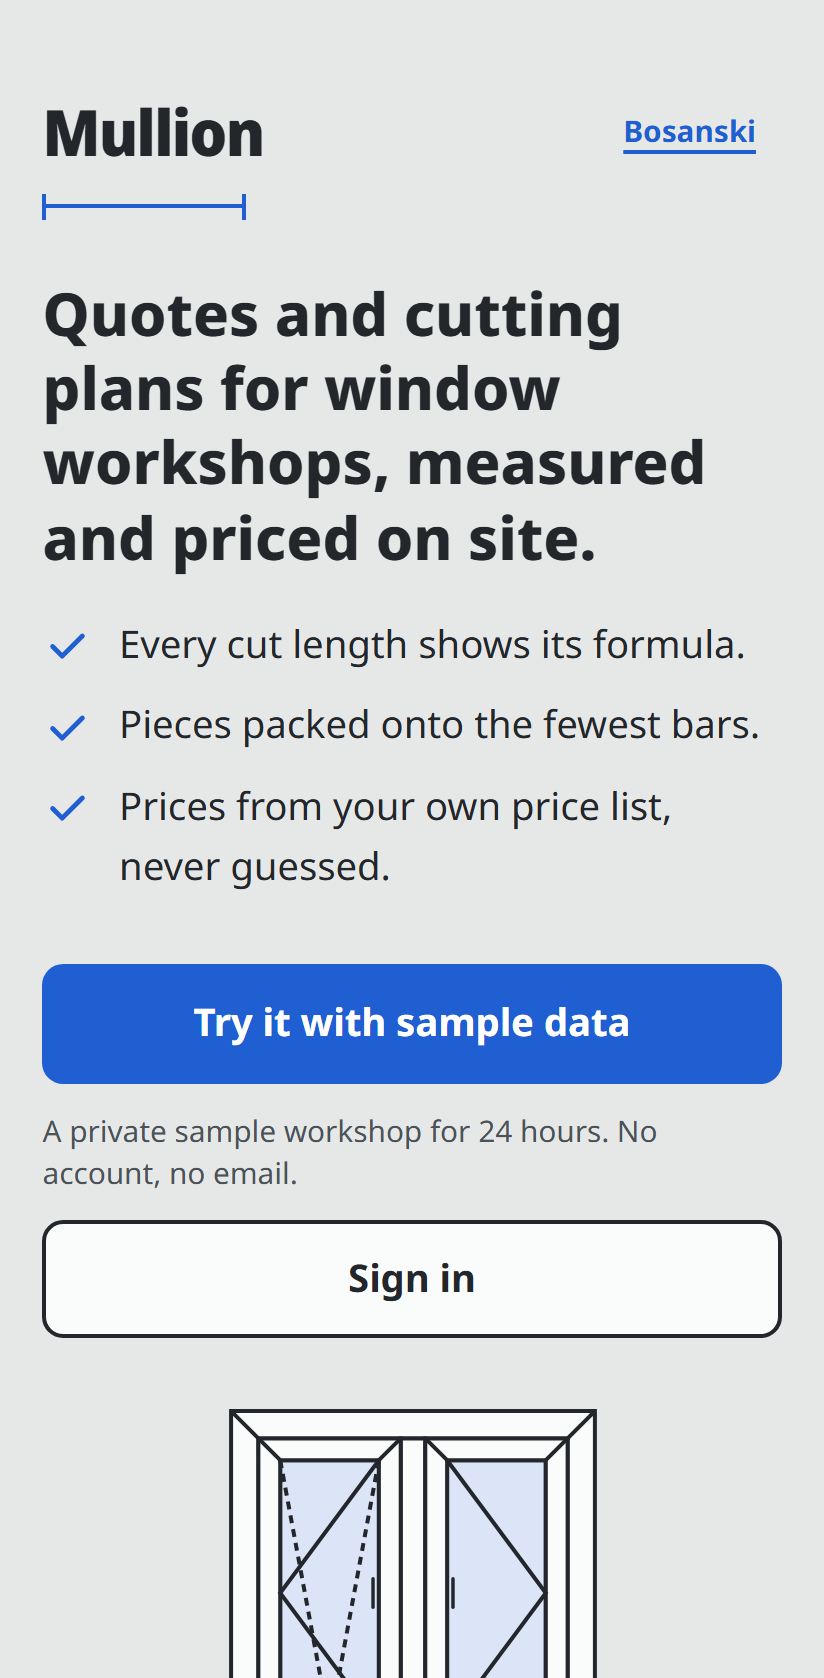 Mullion
Bosanski
Quotes and cutting
plans for window
workshops, measured
and priced on site.
Every cut length shows its formula.
Pieces packed onto the fewest bars.
Prices from your own price list,
never guessed.
Try it with sample data
A private sample workshop for 24 hours. No
account, no email.
Sign in